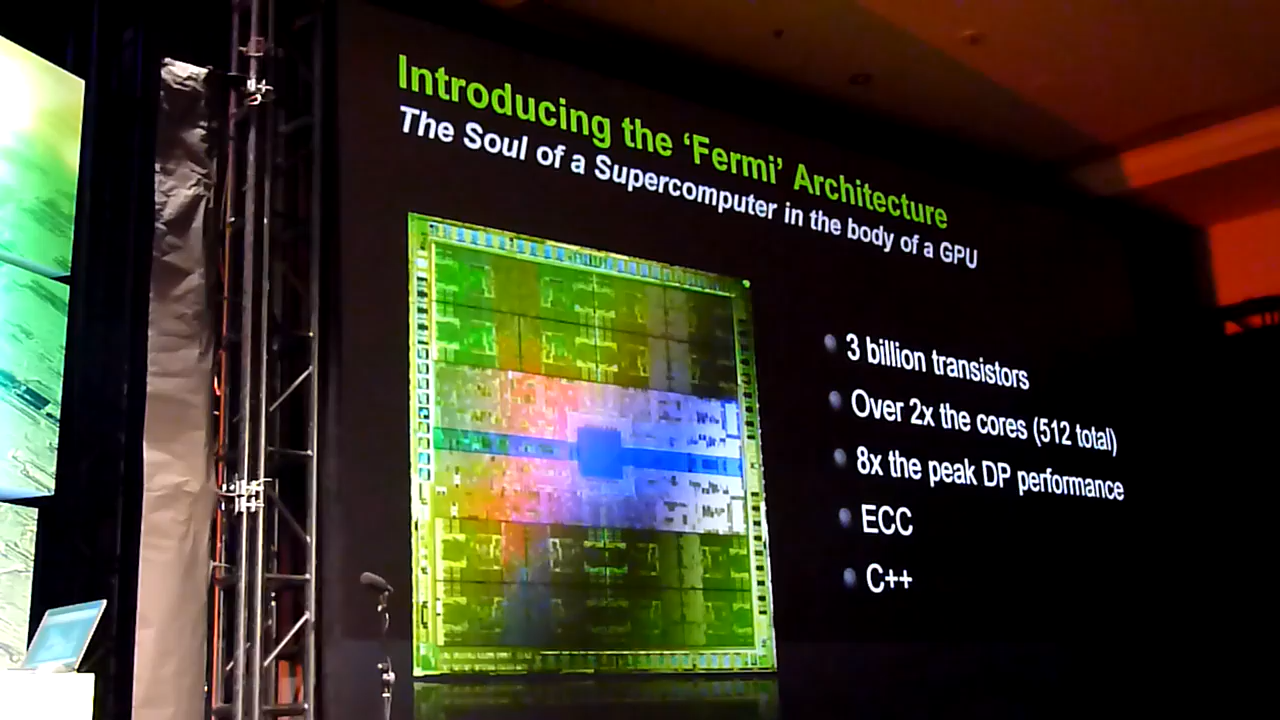 Introducing the ‘Fermi’ Architecture
The Soul of a Supercomputer in the body of a GPU
3 billion transistors
Over 2x the cores (512 total)
8x the peak DP performance
ECC
C++